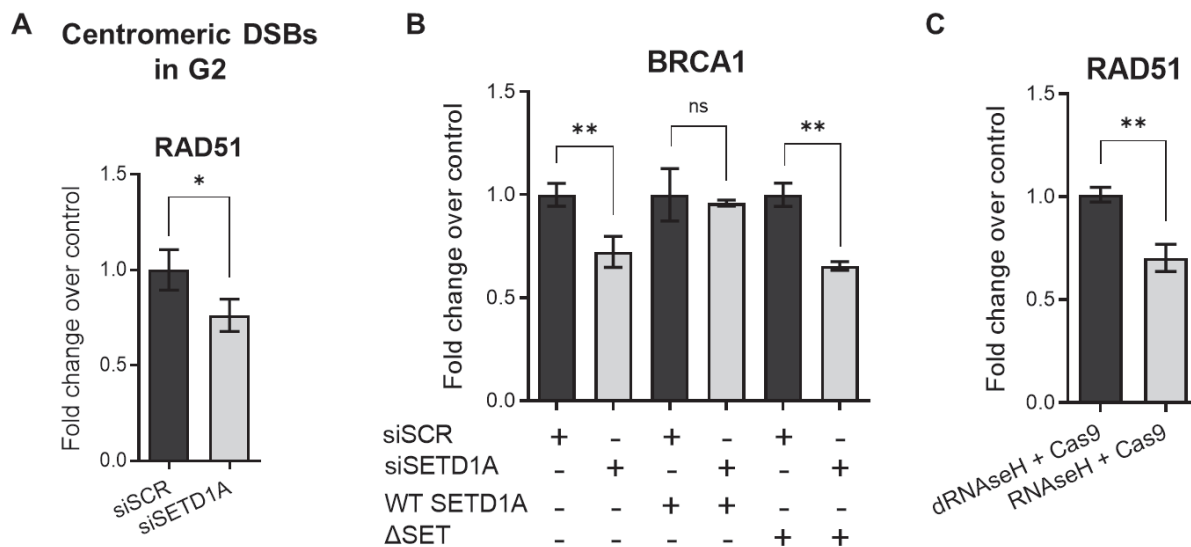 A
Centromeric DSBs
in G2
RAD51
Fold change over control
1.5
1.0
0.5
0.0
*
siSCR
siSETD1A
B
BRCA1
Fold change over control
1.5
1.0
0.5
0.0
**
ns
**
siSCR + - + - + -
siSETD1A - + - + - +
WT SETD1A - - + + - -
ΔSET - - - - + +
C
RAD51
Fold change over control
1.5
1.0
0.5
0.0
**
dRNAseH + Cas9
RNAseH + Cas9